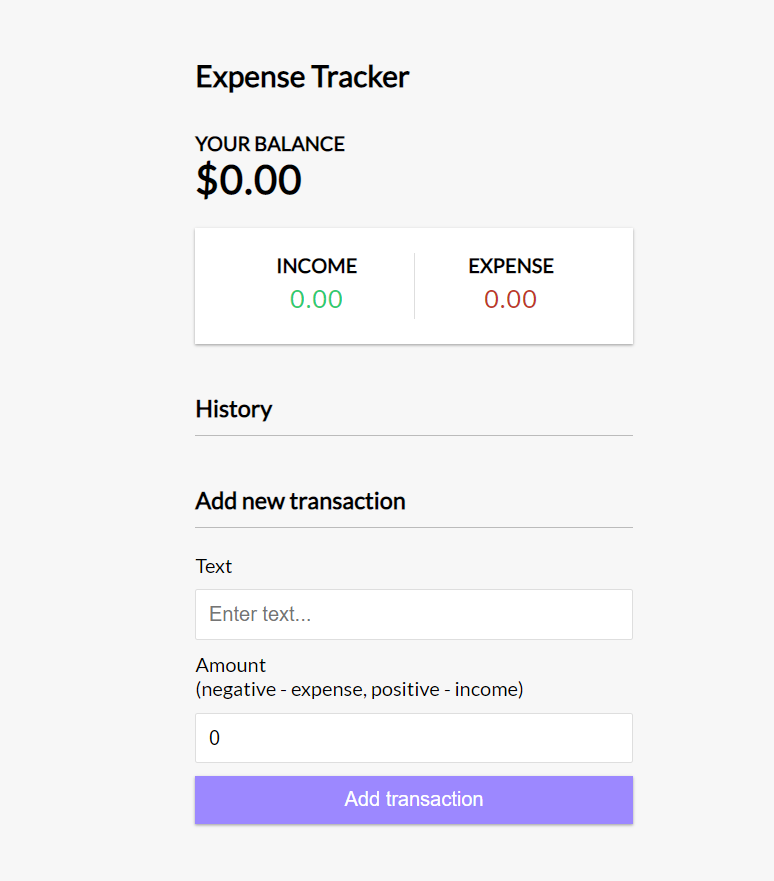 Expense Tracker
YOUR BALANCE
$0.00
INCOME
0.00
EXPENSE
0.00
History
Add new transaction
Text
Enter text...
Amount
(negative - expense, positive - income)
0
Add transaction